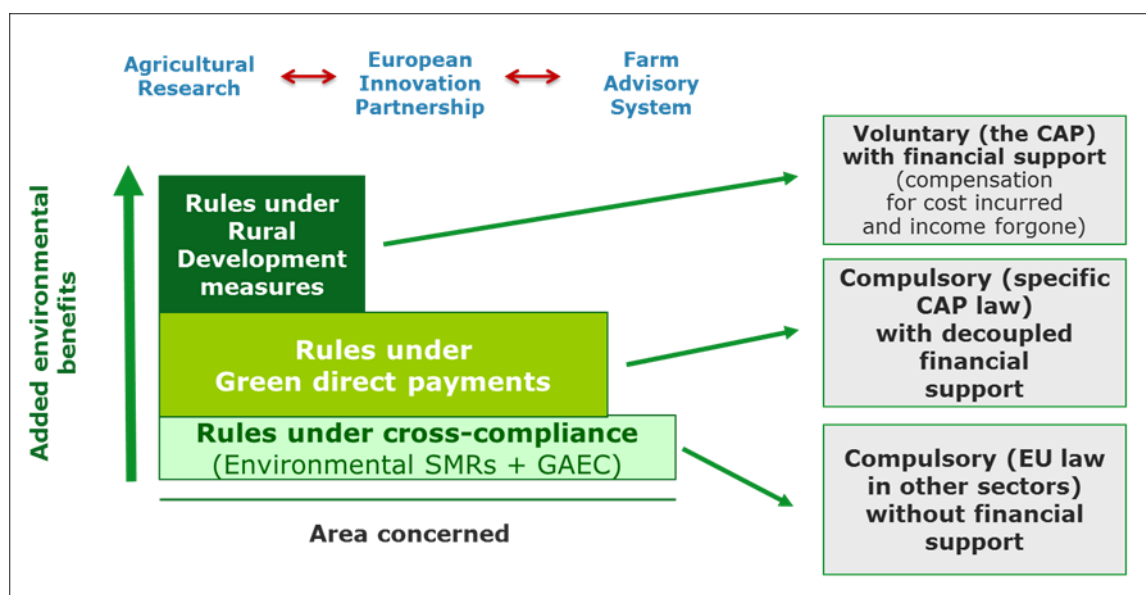 Agricultural
Research
European
Innovation
Partnership
Farm
Advisory
System
Added environmental
benefits
Rules under
Rural
Development
measures
Rules under
Green direct payments
Rules under cross-compliance
(Environmental SMRs + GAEC)
Area concerned
Voluntary (the CAP)
with financial support
(compensation
for cost incurred
and income forgone)
Compulsory (specific
CAP law)
with decoupled
financial
support
Compulsory (EU law
in other sectors)
without financial
support